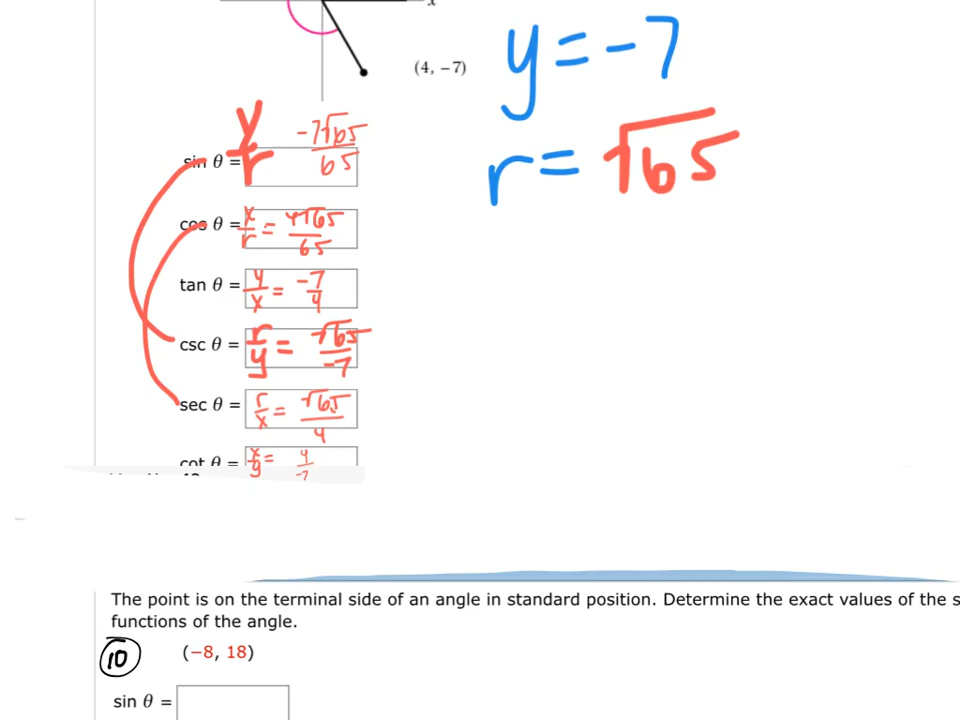 x
(4, −7)
y = -7
r = √65
sin θ = y/r -7√65/65
cos θ = x/r = 4√65/65
tan θ = y/x = -7/4
csc θ = r/y = √65/-7
sec θ = r/x = √65/4
cot θ = x/y = 4/-7
The point is on the terminal side of an angle in standard position. Determine the exact values of the s
functions of the angle.
10 (−8, 18)
sin θ =